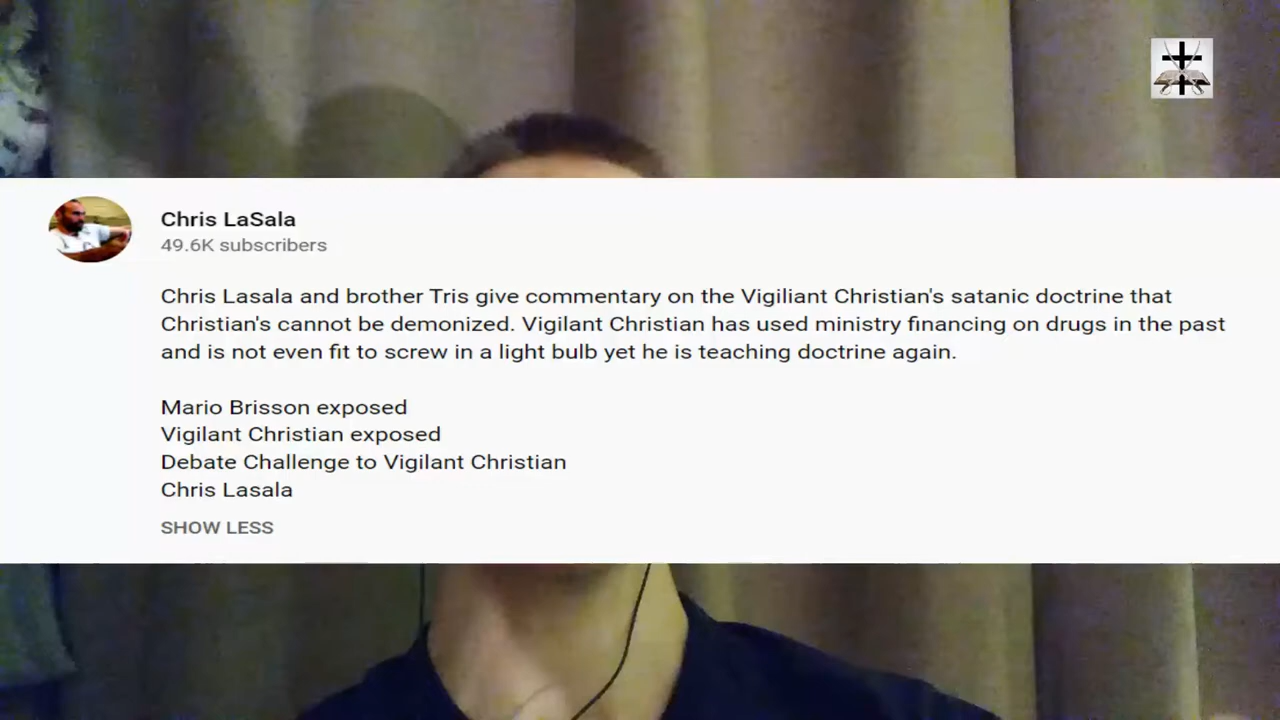 Chris LaSala
49.6K subscribers
Chris Lasala and brother Tris give commentary on the Vigiliant Christian's satanic doctrine that
Christian's cannot be demonized. Vigilant Christian has used ministry financing on drugs in the past
and is not even fit to screw in a light bulb yet he is teaching doctrine again.
Mario Brisson exposed
Vigilant Christian exposed
Debate Challenge to Vigilant Christian
Chris Lasala
SHOW LESS